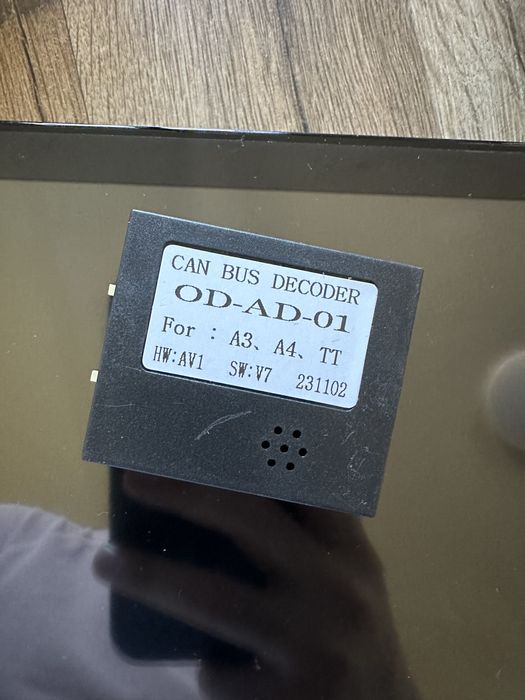 CAN BUS DECODER
OD-AD-01
For : A3、A4、TT
HW:AV1 SW:V7 231102